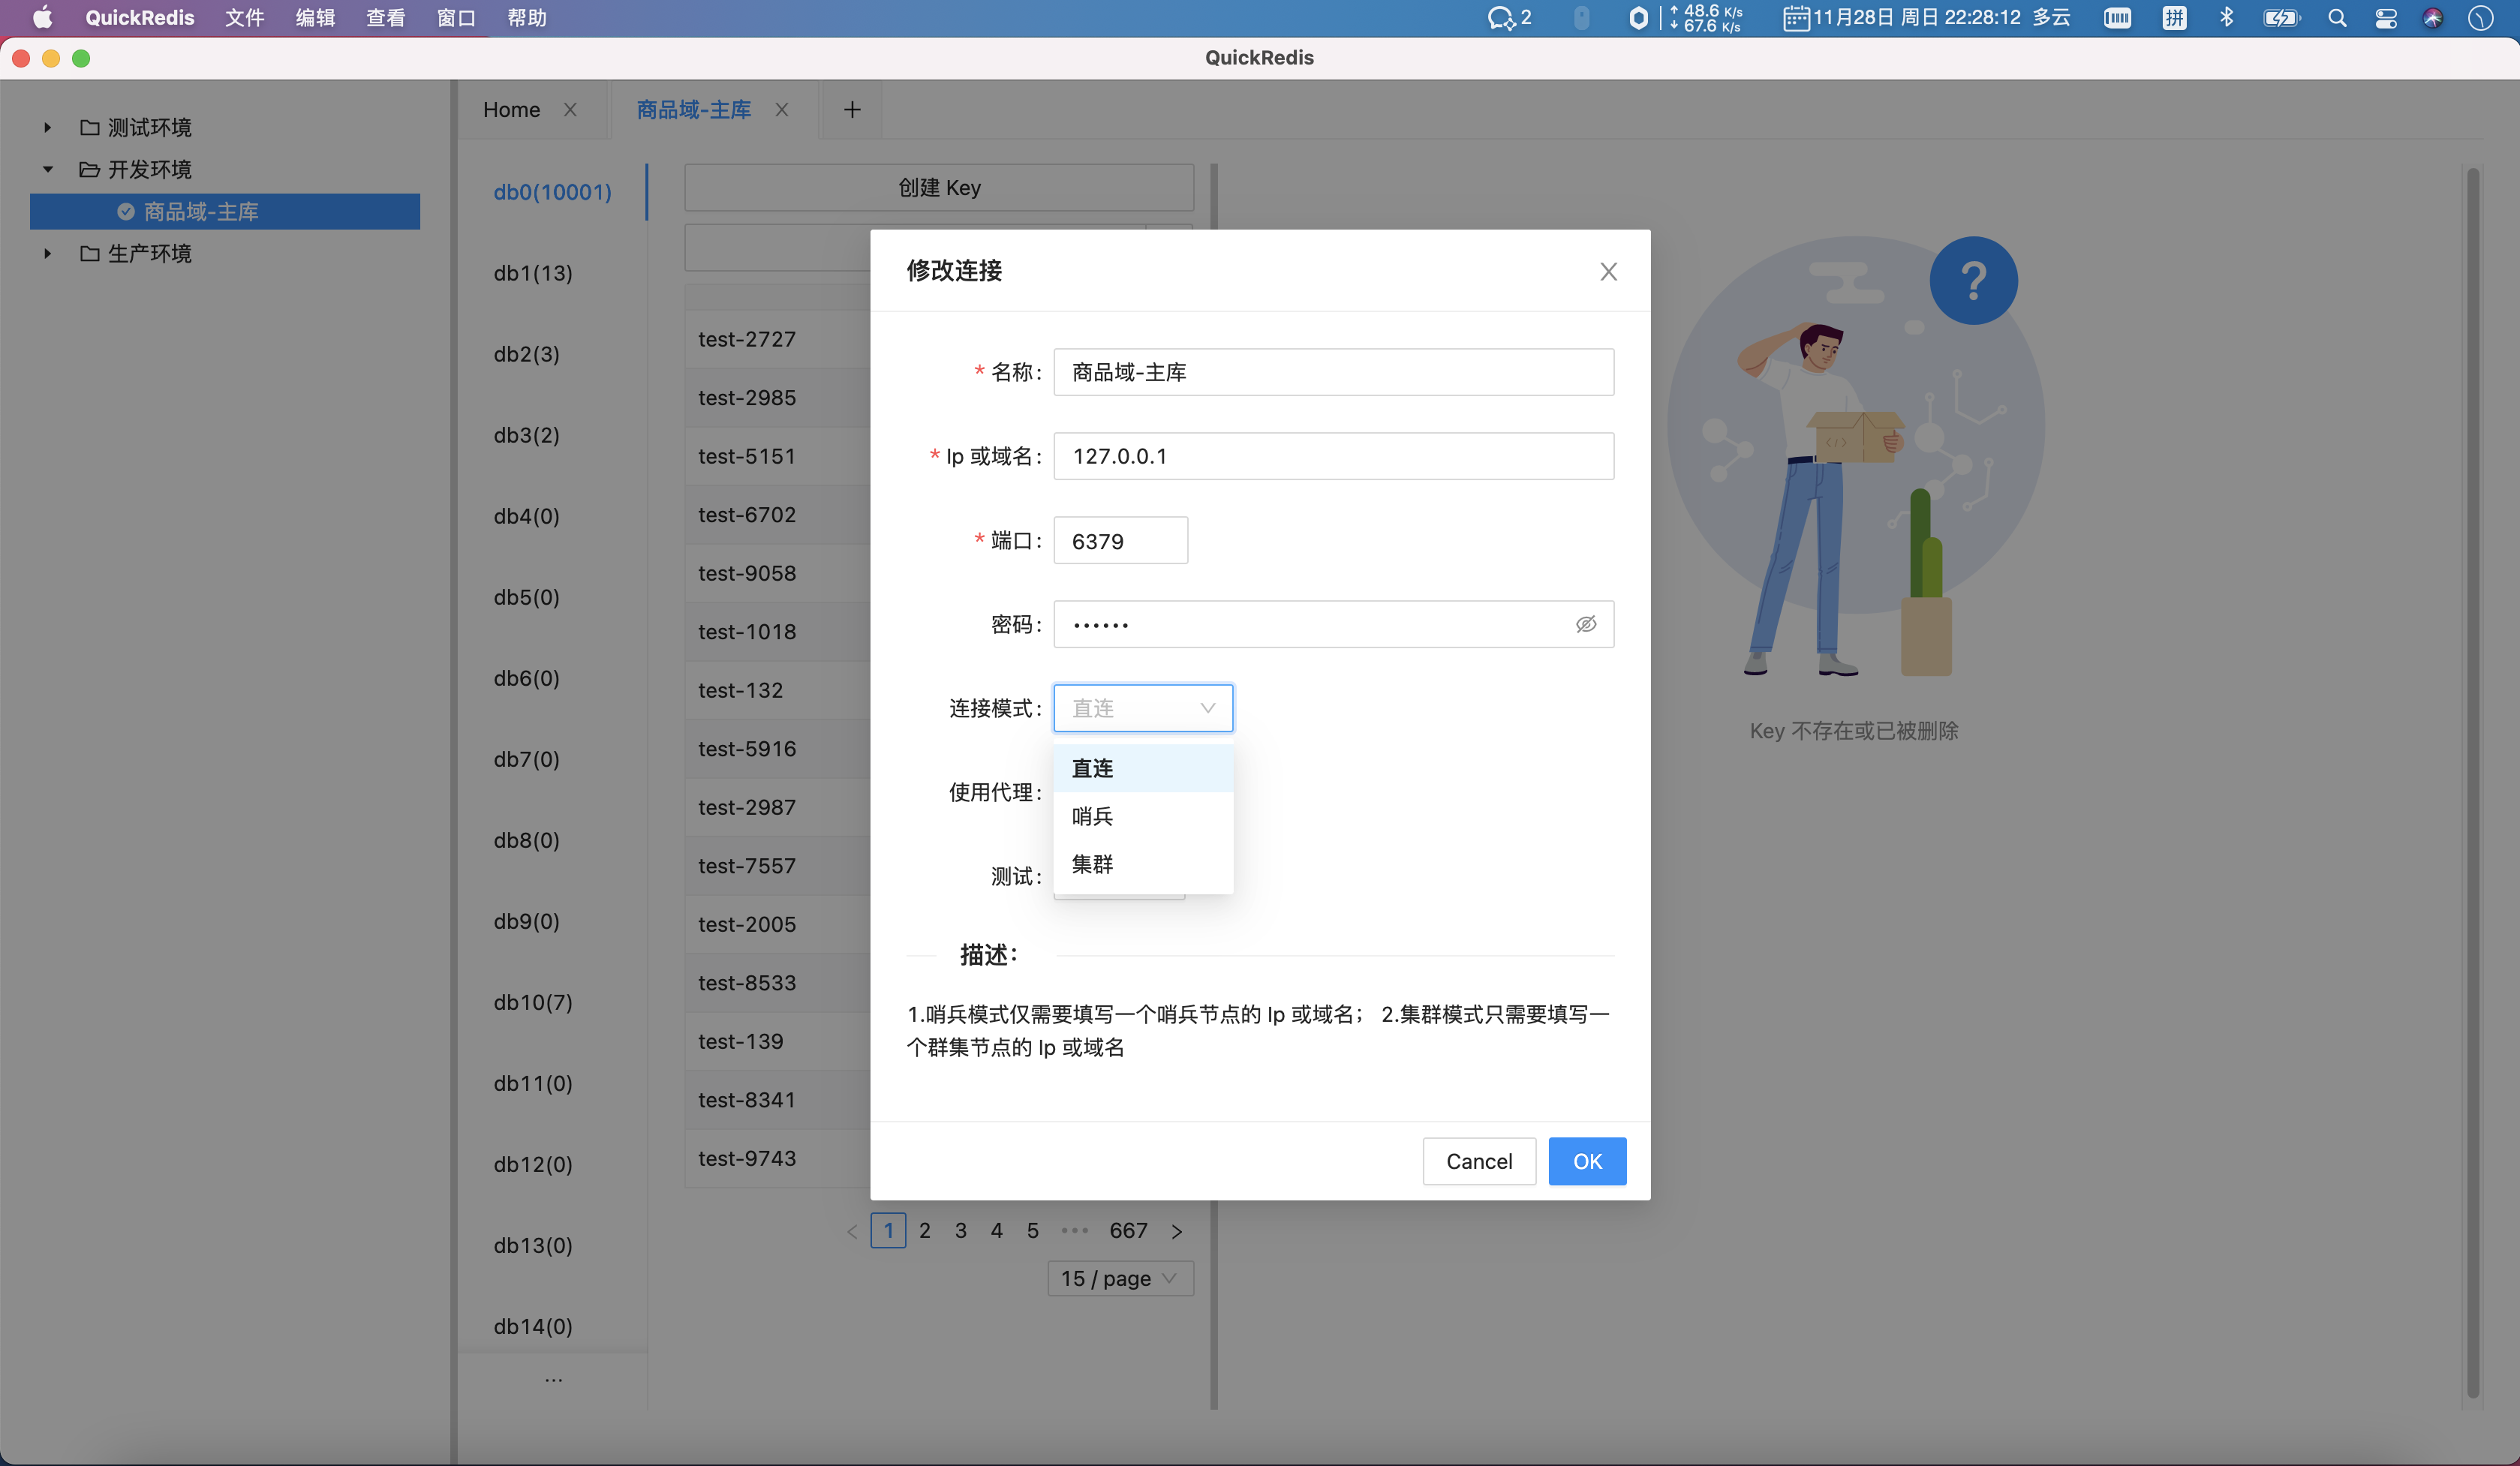 QuickRedis 文件 编辑 查看 窗口 帮助 2 48.6 K/s 67.6 K/s 11月28日 周日 22:28:12 多云 拼
QuickRedis
测试环境
开发环境
商品域-主库
生产环境
Home 商品域-主库
db0(10001)
db1(13)
db2(3)
db3(2)
db4(0)
db5(0)
db6(0)
db7(0)
db8(0)
db9(0)
db10(7)
db11(0)
db12(0)
db13(0)
db14(0)
...
创建 Key
test-2727
test-2985
test-5151
test-6702
test-9058
test-1018
test-132
test-5916
test-2987
test-7557
test-2005
test-8533
test-139
test-8341
test-9743
< 1 2 3 4 5 ••• 667 >
15 / page
修改连接
* 名称: 商品域-主库
* Ip 或域名: 127.0.0.1
* 端口: 6379
密码: ••••••
连接模式: 直连
直连
哨兵
集群
使用代理:
测试:
描述:
1.哨兵模式仅需要填写一个哨兵节点的 Ip 或域名; 2.集群模式只需要填写一
个群集节点的 Ip 或域名
Cancel OK
?
</>
Key 不存在或已被删除